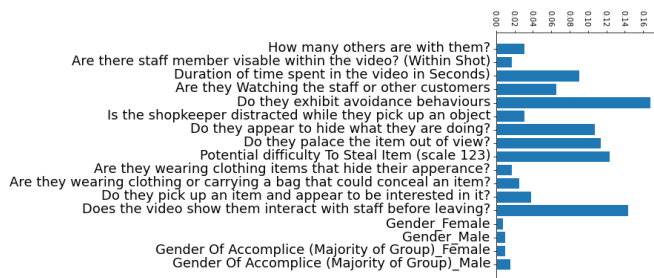 0.00 0.02 0.04 0.06 0.08 0.10 0.12 0.14 0.16
How many others are with them?
Are there staff member visable within the video? (Within Shot)
Duration of time spent in the video in Seconds)
Are they Watching the staff or other customers
Do they exhibit avoidance behaviours
Is the shopkeeper distracted while they pick up an object
Do they appear to hide what they are doing?
Do they palace the item out of view?
Potential difficulty To Steal Item (scale 123)
Are they wearing clothing items that hide their apperance?
Are they wearing clothing or carrying a bag that could conceal an item?
Do they pick up an item and appear to be interested in it?
Does the video show them interact with staff before leaving?
Gender_Female
Gender_Male
Gender Of Accomplice (Majority of Group)_Female
Gender Of Accomplice (Majority of Group)_Male